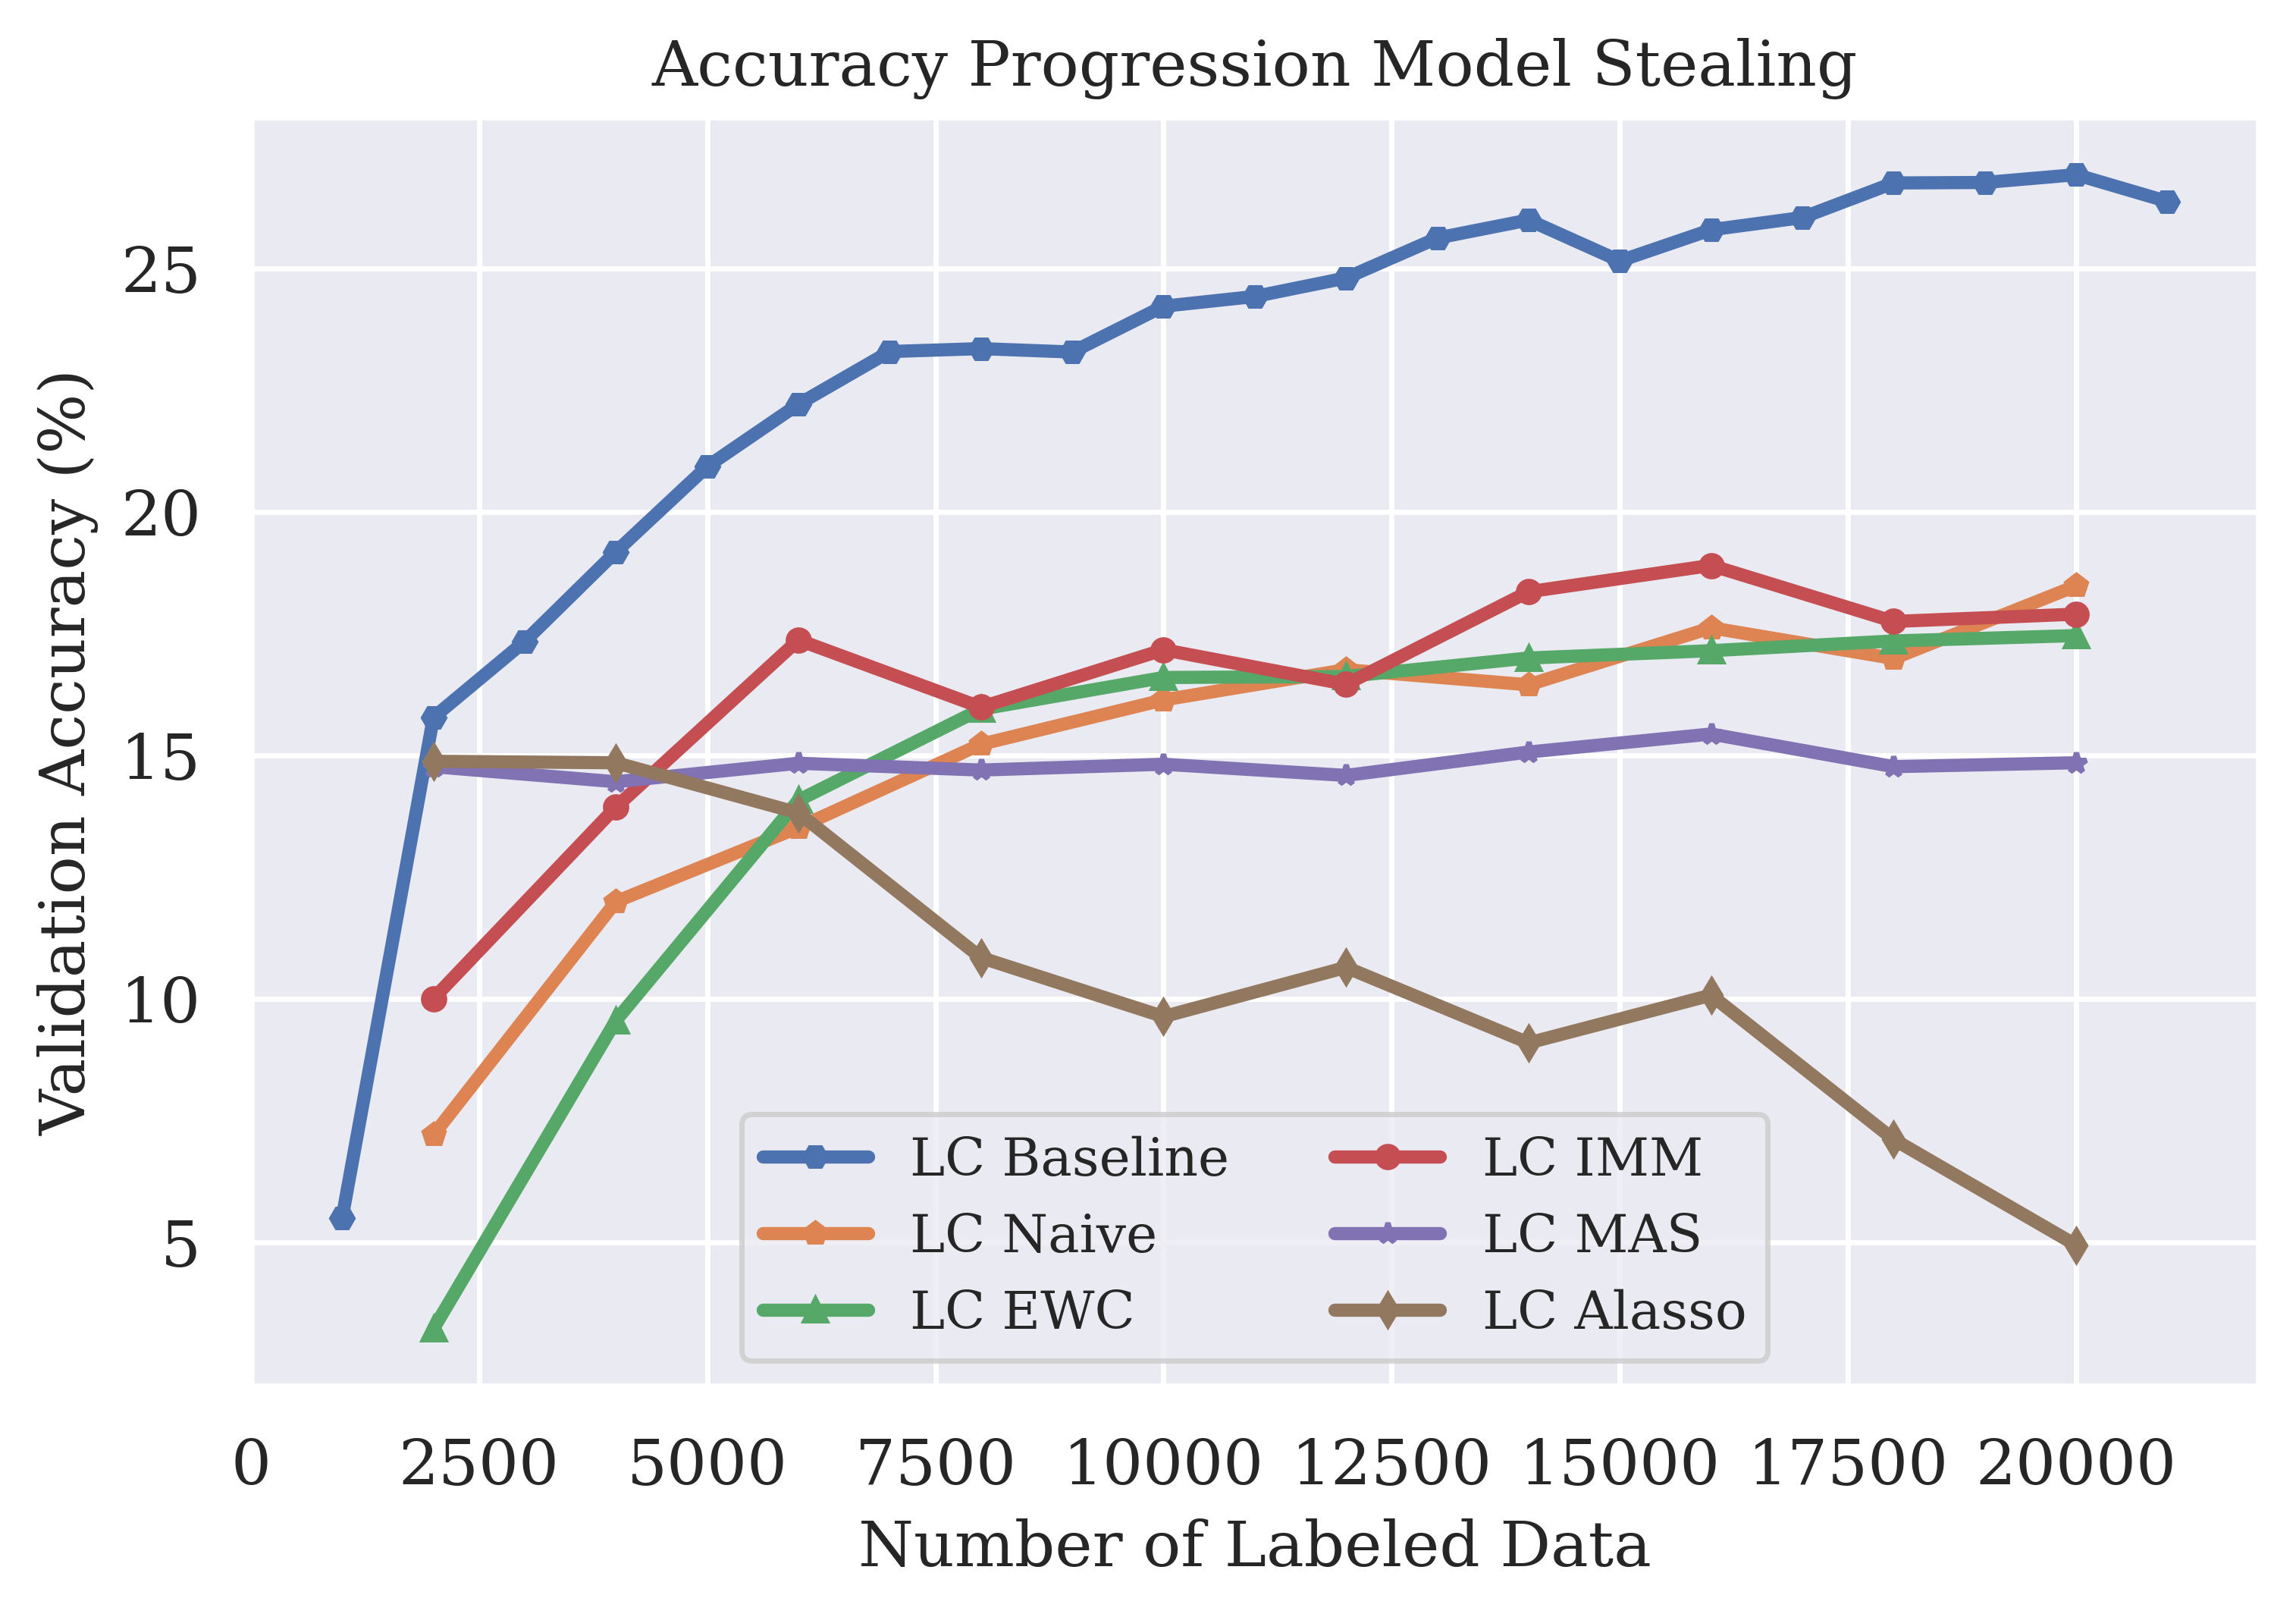 Accuracy Progression Model Stealing
Validation Accuracy (%)
25
20
15
10
5
LC Baseline
LC Naive
LC EWC
LC IMM
LC MAS
LC Alasso
0 2500 5000 7500 10000 12500 15000 17500 20000
Number of Labeled Data